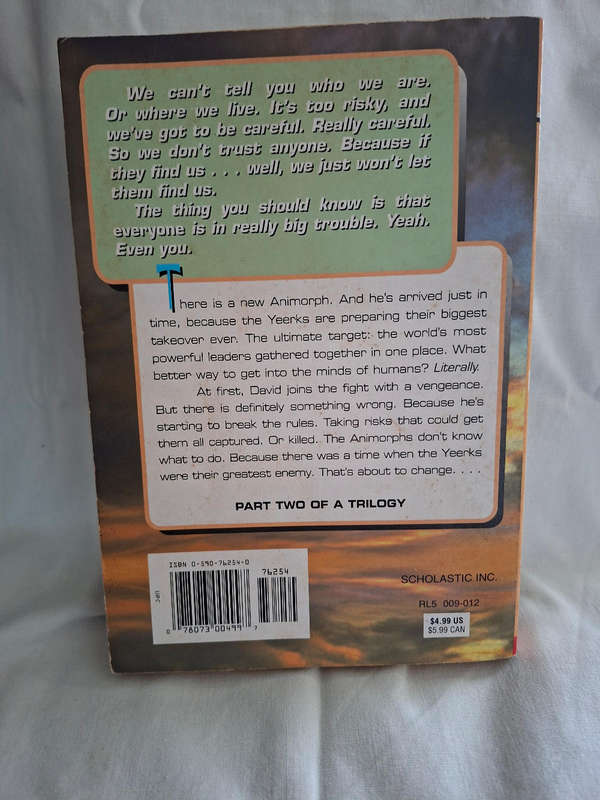 We can't tell you who we are.
Or where we live. It's too risky, and
we've got to be careful. Really careful.
So we don't trust anyone. Because if
they find us . . . well, we just won't let
them find us.
The thing you should know is that
everyone is in really big trouble. Yeah.
Even you.
There is a new Animorph. And he's arrived just in
time, because the Yeerks are preparing their biggest
takeover ever. The ultimate target: the world's most
powerful leaders gathered together in one place. What
better way to get into the minds of humans? Literally.
At first, David joins the fight with a vengeance.
But there is definitely something wrong. Because he's
starting to break the rules. Taking risks that could get
them all captured. Or killed. The Animorphs don't know
what to do. Because there was a time when the Yeerks
were their greatest enemy. That's about to change. . . .
PART TWO OF A TRILOGY
ISBN 0-590-76254-0
76254
UPC
0 78073 00499 7
SCHOLASTIC INC.
RL5 009-012
$4.99 US
$5.99 CAN